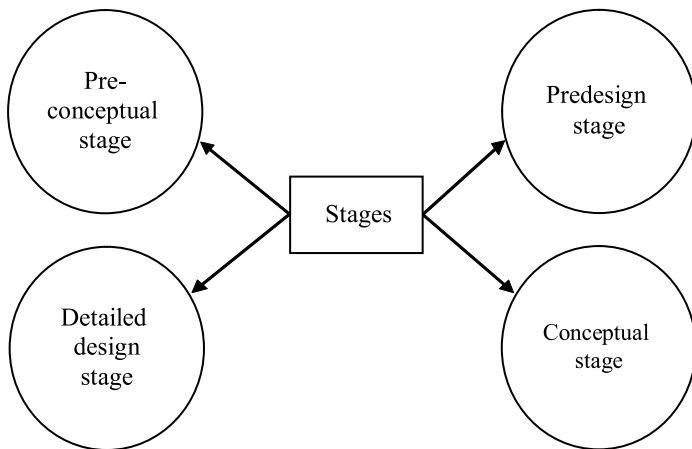 Pre-
conceptual
stage
Predesign
stage
Stages
Detailed
design
stage
Conceptual
stage